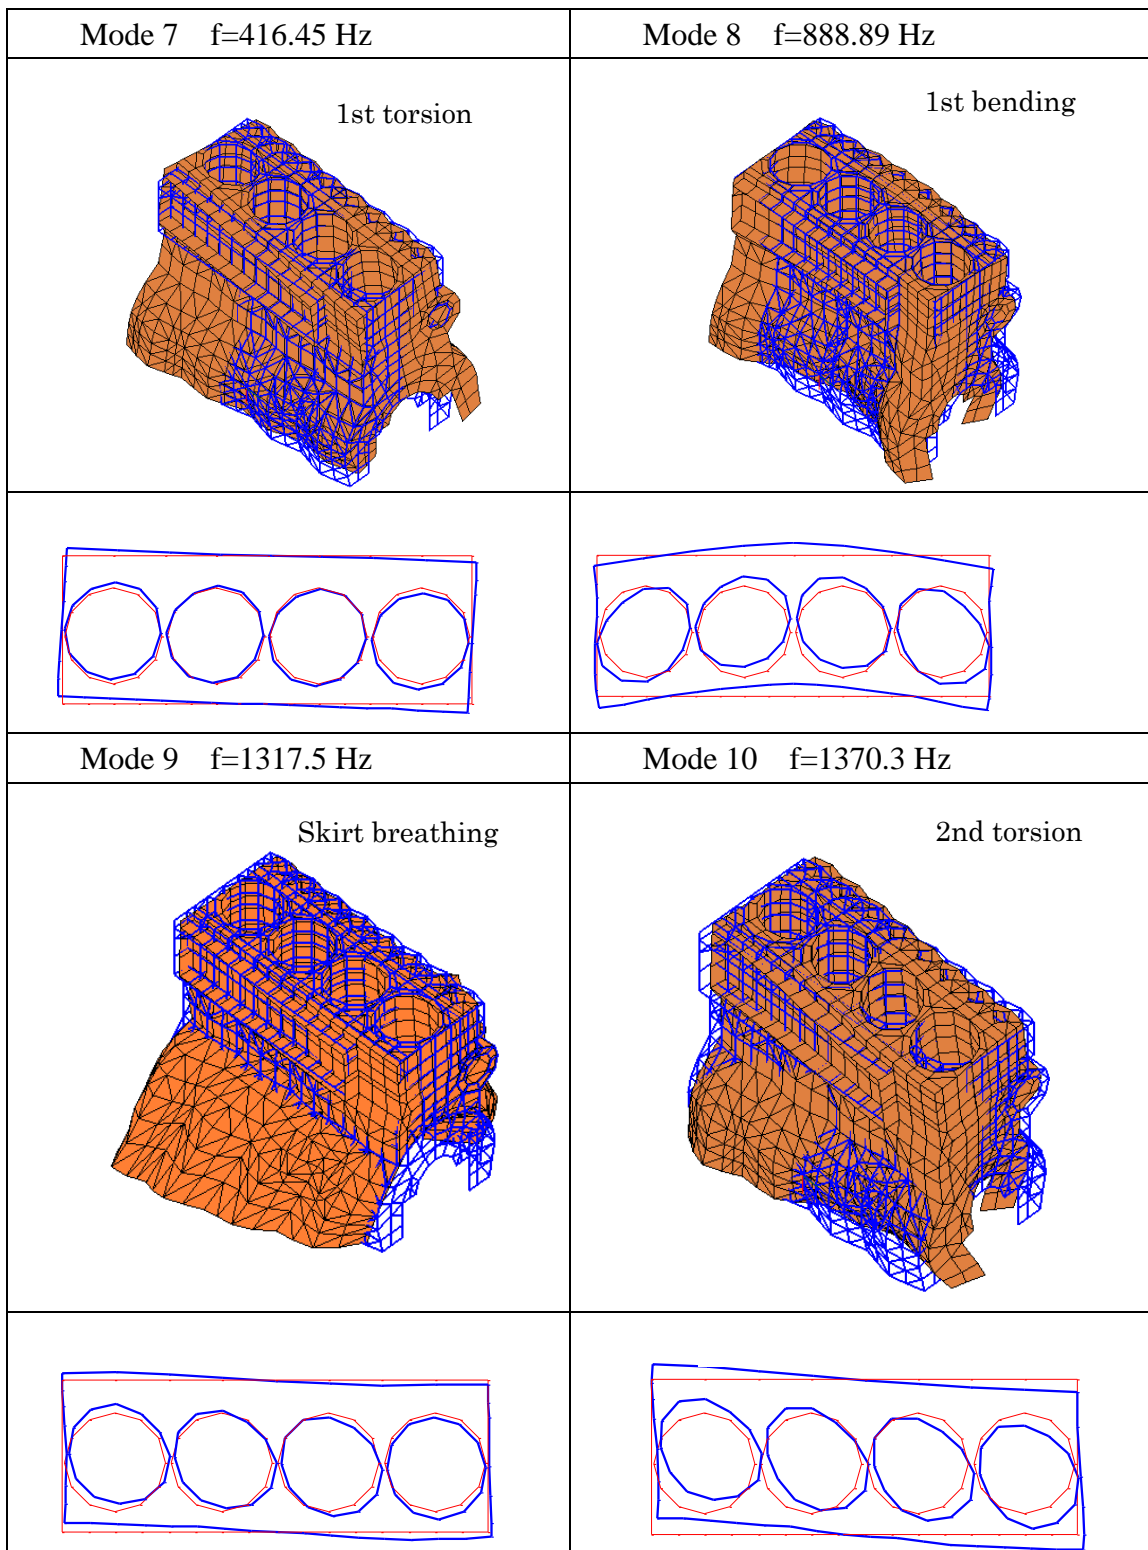 Mode 7 f=416.45 Hz
Mode 8 f=888.89 Hz
1st torsion
1st bending
Mode 9 f=1317.5 Hz
Mode 10 f=1370.3 Hz
Skirt breathing
2nd torsion